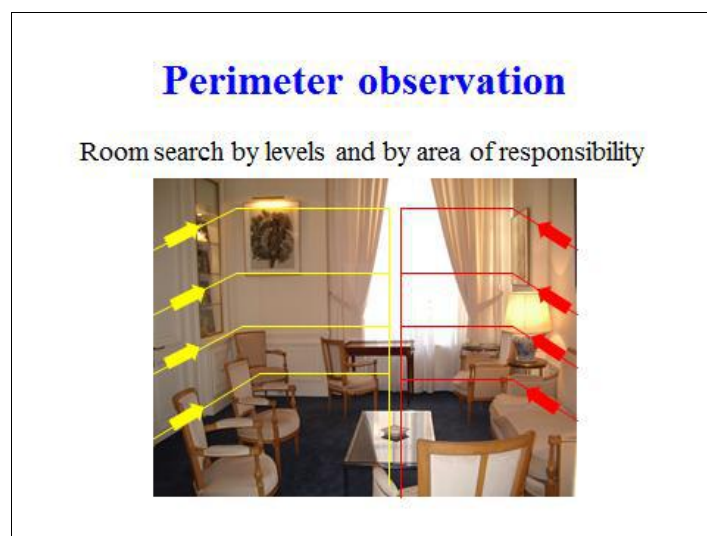 Perimeter observation
Room search by levels and by area of responsibility